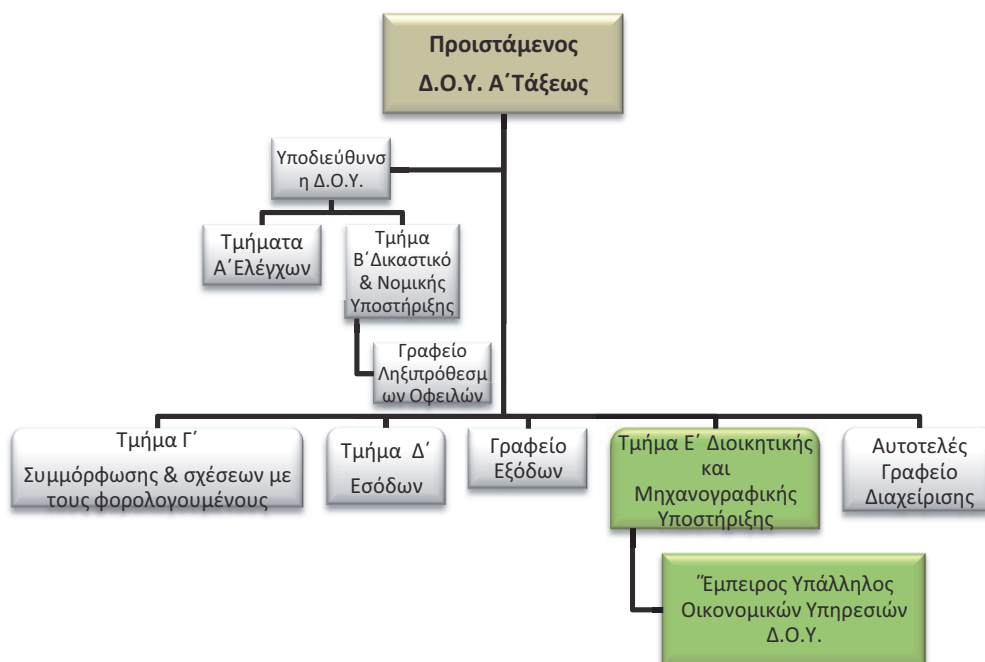 Προιστάμενος
Δ.Ο.Υ. Α΄Τάξεως
Υποδιεύθυνσ
η Δ.Ο.Υ.
Τμήματα
Α΄Ελέγχων
Τμήμα
Β΄Δικαστικό
& Νομικής
Υποστήριξης
Γραφείο
Ληξιπρόθεσμ
ων Οφειλών
Τμήμα Γ΄
Συμμόρφωσης & σχέσεων με
τους φορολογουμένους
Τμήμα Δ΄
Εσόδων
Γραφείο
Εξόδων
Τμήμα Ε΄ Διοικητικής
και
Μηχανογραφικής
Υποστήριξης
Αυτοτελές
Γραφείο
Διαχείρισης
Έμπειρος Υπάλληλος
Οικονομικών Υπηρεσιών
Δ.Ο.Υ.